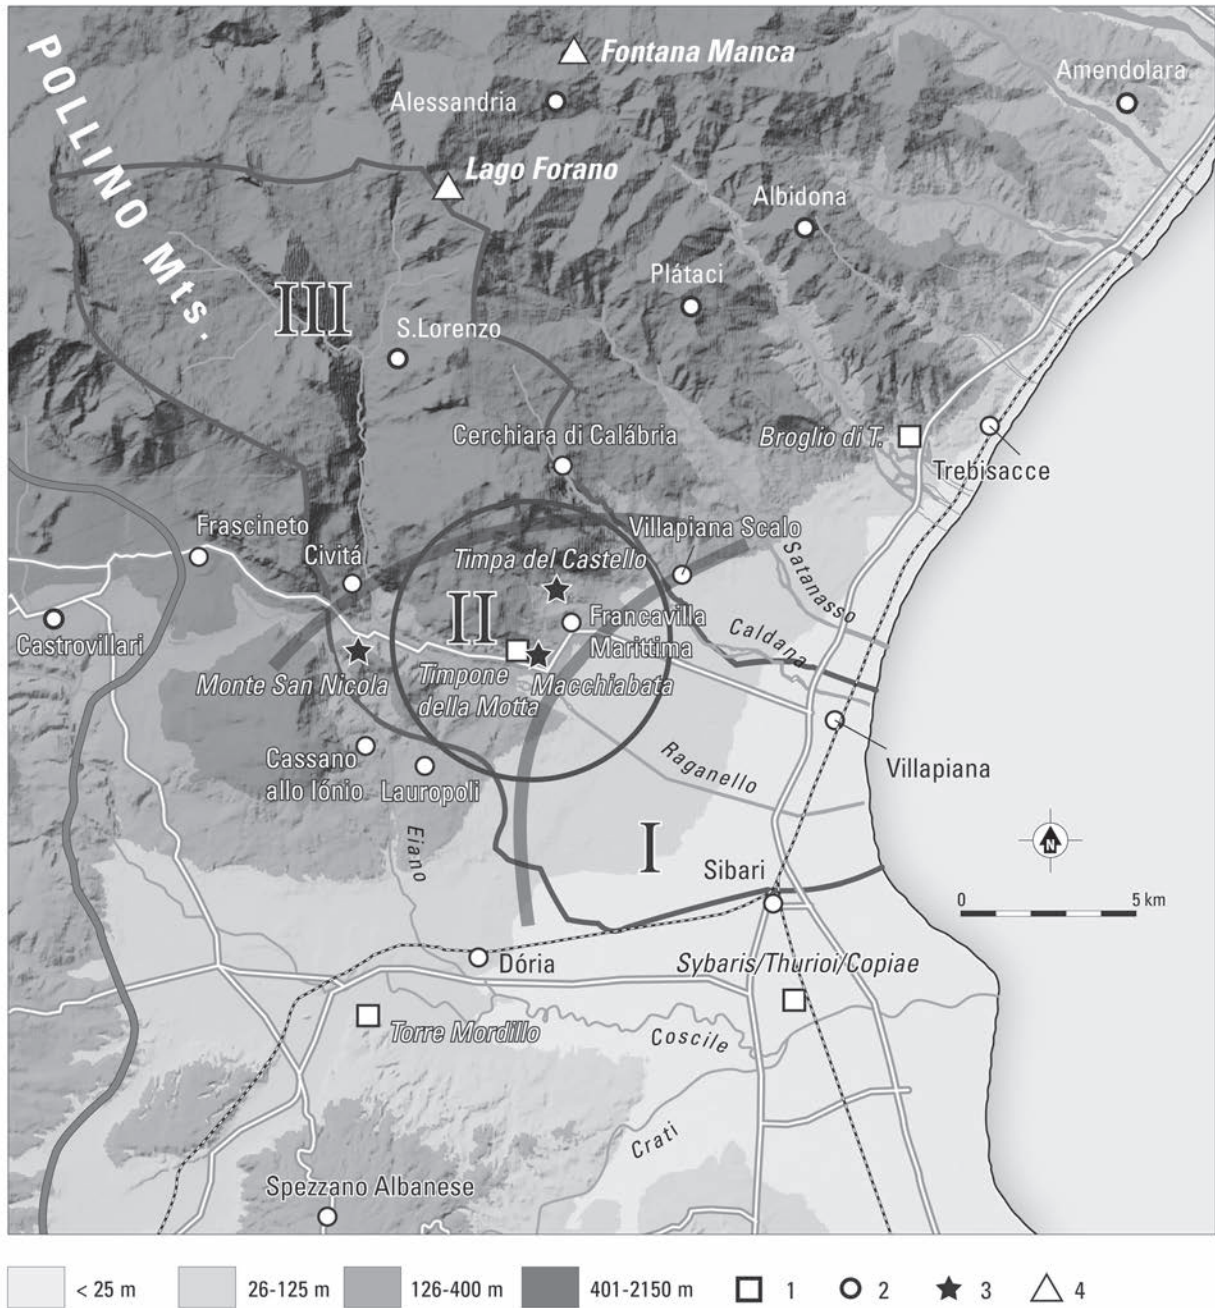 POLLINO Mts.
Fontana Manca
Alessandria
Amendolara
Lago Forano
Albidona
Plátaci
III
S.Lorenzo
Cerchiara di Calábria
Broglio di T.
Trebisacce
Frascineto
Civitá
Villapiana Scalo
Timpa del Castello
Satanasso
II
Francavilla
Marittima
Castrovillari
Caldana
Monte San Nicola
Timpone
della Motta
Macchiabata
Cassano
allo Iónio
Lauropoli
Raganello
Villapiana
Eiano
I
N
Sibari
0 5 km
Dória
Sybaris/Thurioi/Copiae
Torre Mordillo
Coscile
Crati
Spezzano Albanese
< 25 m 26-125 m 126-400 m 401-2150 m 1 2 3 4